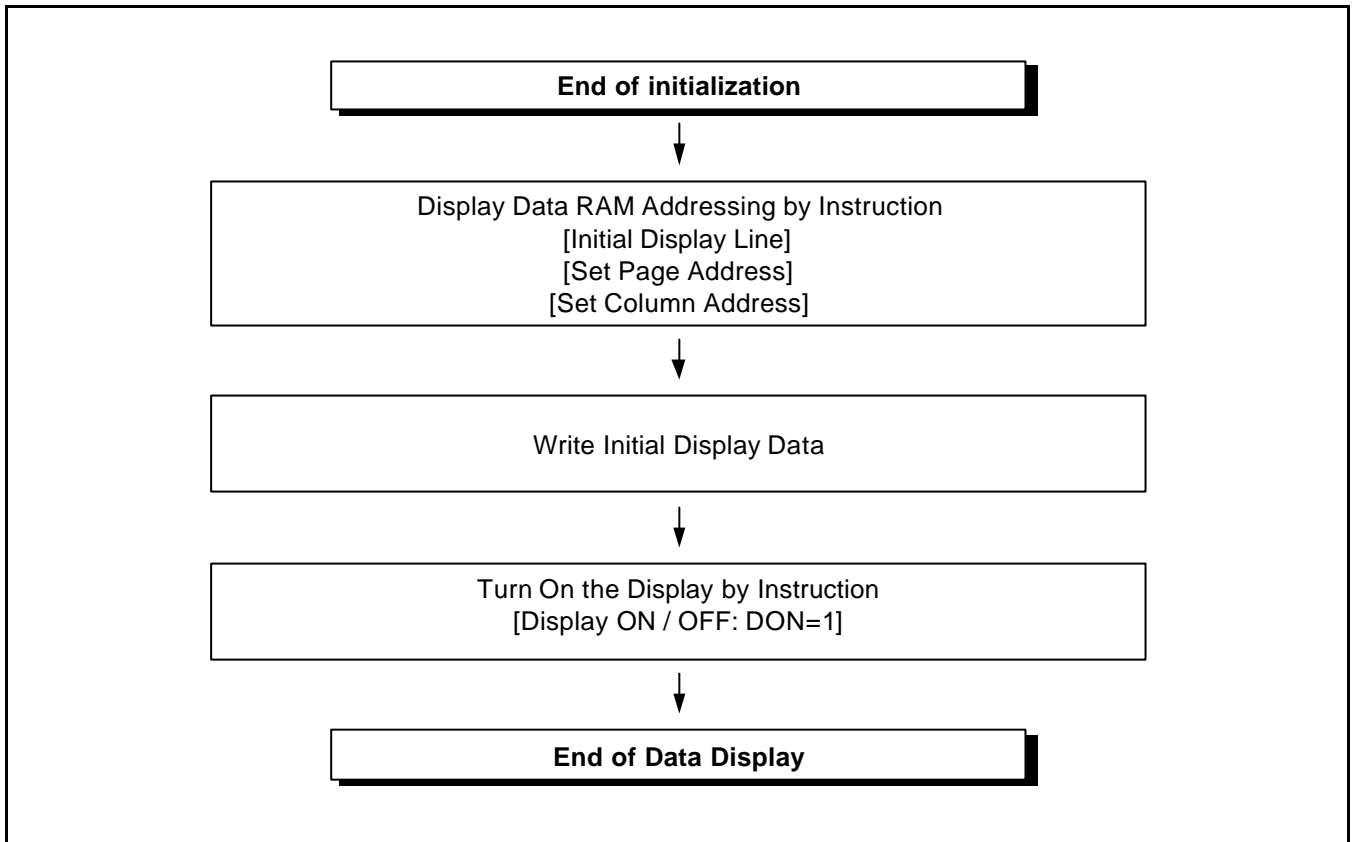 End of initialization
Display Data RAM Addressing by Instruction
[Initial Display Line]
[Set Page Address]
[Set Column Address]
Write Initial Display Data
Turn On the Display by Instruction
[Display ON / OFF: DON=1]
End of Data Display